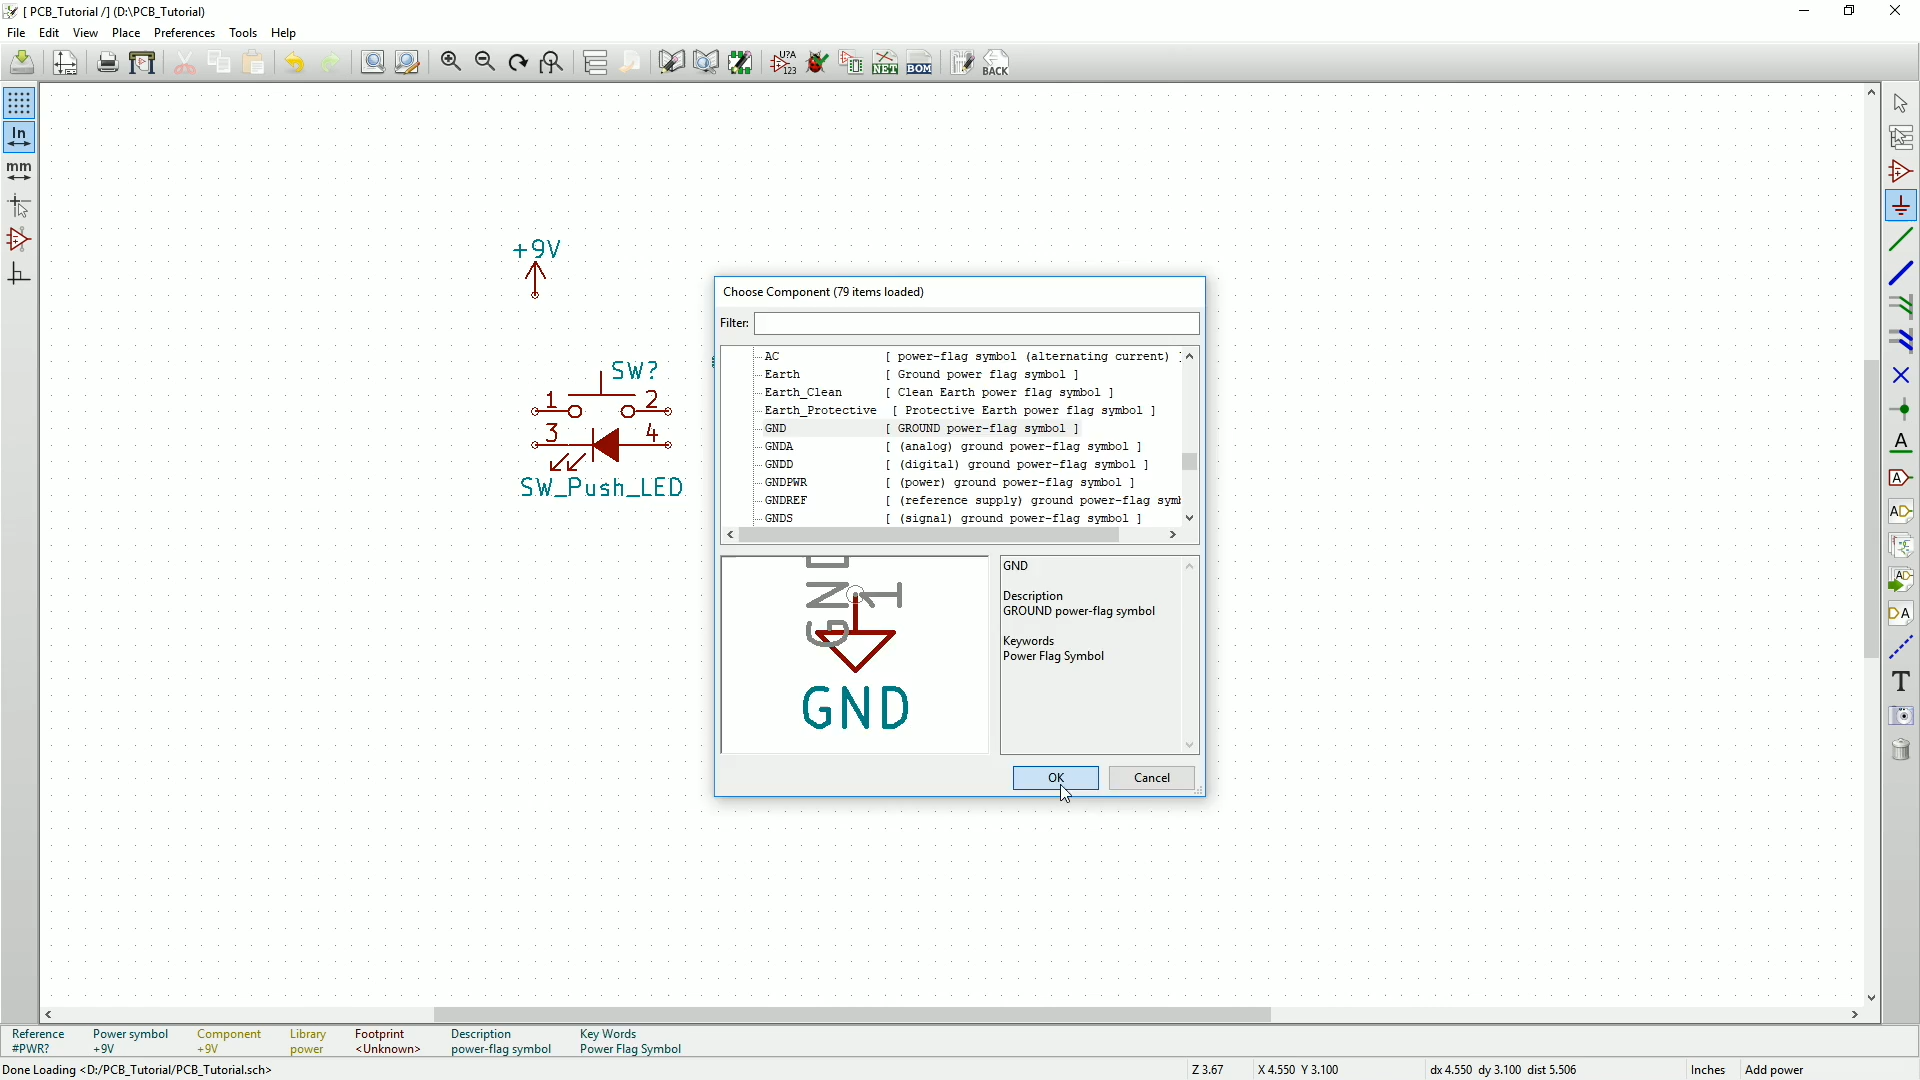 [ PCB_Tutorial /] (D:\PCB_Tutorial)
File Edit View Place Preferences Tools Help
U?A
123
NET
BOM
BACK
In
mm
+9V
SW?
1 2
3 4
SW_Push_LED
Choose Component (79 items loaded)
Filter:
AC [ power-flag symbol (alternating current) ]
Earth [ Ground power flag symbol ]
Earth_Clean [ Clean Earth power flag symbol ]
Earth_Protective [ Protective Earth power flag symbol ]
GND [ GROUND power-flag symbol ]
GNDA [ (analog) ground power-flag symbol ]
GNDD [ (digital) ground power-flag symbol ]
GNDPWR [ (power) ground power-flag symbol ]
GNDREF [ (reference supply) ground power-flag symb
GNDS [ (signal) ground power-flag symbol ]
GND
1
GND
GND
Description
GROUND power-flag symbol
Keywords
Power Flag Symbol
OK Cancel
A
A
A
A
A
T
Reference Power symbol Component Library Footprint Description Key Words
#PWR? +9V +9V power <Unknown> power-flag symbol Power Flag Symbol
Done Loading <D:/PCB_Tutorial/PCB_Tutorial.sch> Z 3.67 X 4.550 Y 3.100 dx 4.550 dy 3.100 dist 5.506 Inches Add power